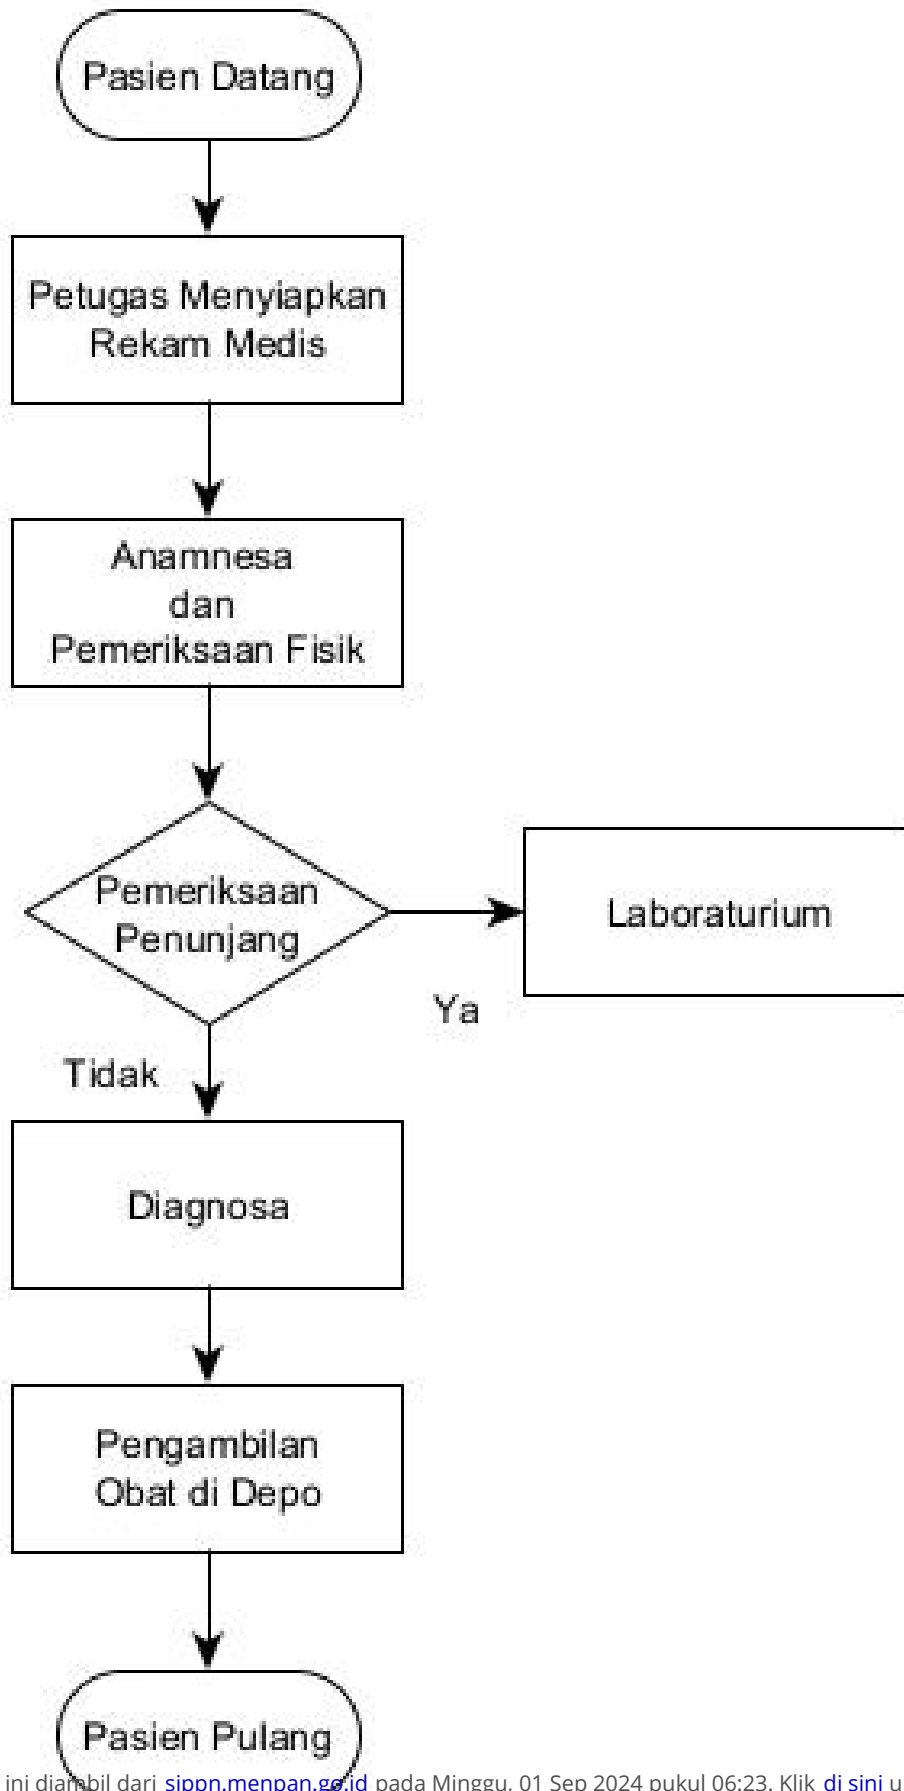 Pasien Datang
Petugas Menyiapkan
Rekam Medis
Anamnesa
dan
Pemeriksaan Fisik
Pemeriksaan
Penunjang
Laboraturium
Ya
Tidak
Diagnosa
Pengambilan
Obat di Depo
Pasien Pulang
ini diambil dari sippn.menpan.go.id pada Minggu, 01 Sep 2024 pukul 06:23. Klik di sini u